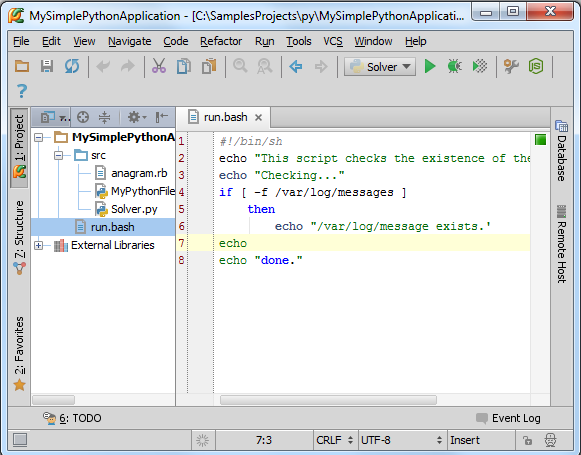 MySimplePythonApplication - [C:\SamplesProjects\py\MySimplePythonApplicatio...
File Edit View Navigate Code Refactor Run Tools VCS Window Help
Solver
run.bash
1: Project
Z: Structure
2: Favorites
MySimplePythonA
src
anagram.rb
MyPythonFile
Solver.py
run.bash
External Libraries
1 #!/bin/sh
2 echo "This script checks the existence of the
3 echo "Checking..."
4 if [ -f /var/log/messages ]
5 then
6 echo "/var/log/message exists.'
7 echo
8 echo "done."
Database
Remote Host
6: TODO
Event Log
7:3 CRLF UTF-8 Insert